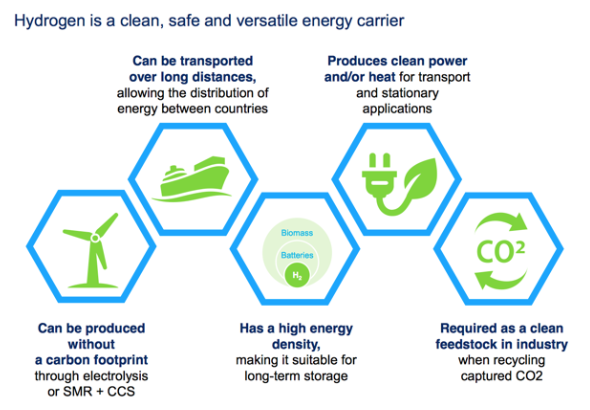 Hydrogen is a clean, safe and versatile energy carrier
Can be transported
over long distances,
allowing the distribution of
energy between countries
Produces clean power
and/or heat for transport
and stationary
applications
Biomass
Batteries
H₂
CO²
Can be produced
without
a carbon footprint
through electrolysis
or SMR + CCS
Has a high energy
density,
making it suitable for
long-term storage
Required as a clean
feedstock in industry
when recycling
captured CO2